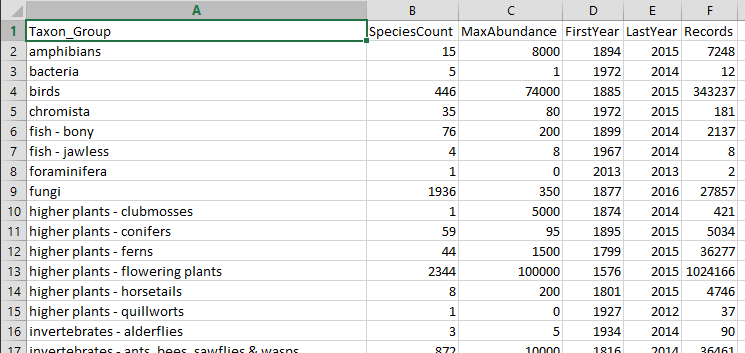 A B C D E F
1 Taxon_Group SpeciesCount MaxAbundance FirstYear LastYear Records
2 amphibians 15 8000 1894 2015 7248
3 bacteria 5 1 1972 2014 12
4 birds 446 74000 1885 2015 343237
5 chromista 35 80 1972 2015 181
6 fish - bony 76 200 1899 2014 2137
7 fish - jawless 4 8 1967 2014 8
8 foraminifera 1 0 2013 2013 2
9 fungi 1936 350 1877 2016 27857
10 higher plants - clubmosses 1 5000 1874 2014 421
11 higher plants - conifers 59 95 1895 2015 5034
12 higher plants - ferns 44 1500 1799 2015 36277
13 higher plants - flowering plants 2344 100000 1576 2015 1024166
14 higher plants - horsetails 8 200 1801 2015 4746
15 higher plants - quillworts 1 0 1927 2012 37
16 invertebrates - alderflies 3 5 1934 2014 90
17 invertebrates - ants, bees, sawflies & wasps 872 10000 1816 2014 36461